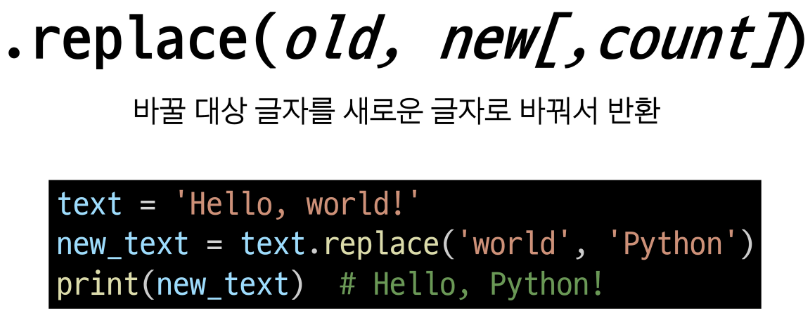 .replace(old, new[,count])
바꿀 대상 글자를 새로운 글자로 바꿔서 반환
text = 'Hello, world!'
new_text = text.replace('world', 'Python')
print(new_text)  # Hello, Python!